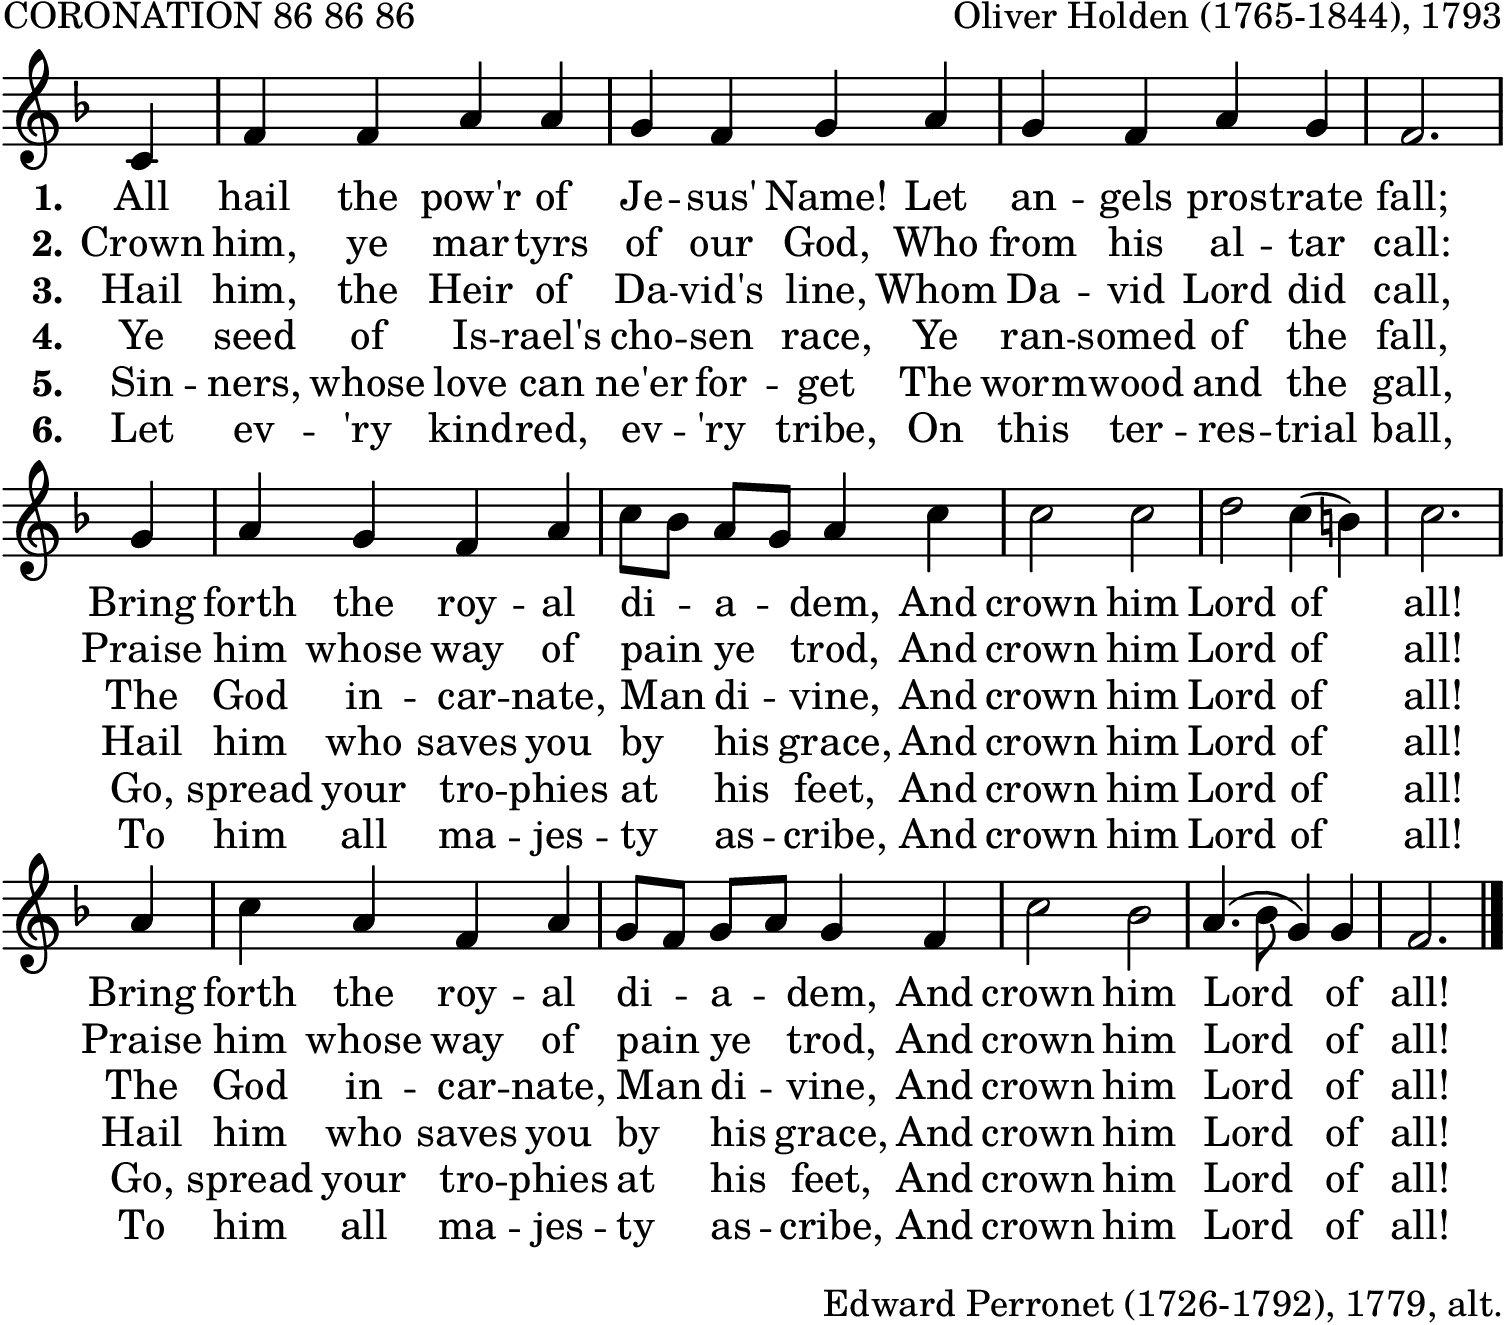 CORONATION 86 86 86 Oliver Holden (1765-1844), 1793
1. All hail the pow'r of Je -- sus' Name! Let an -- gels prostrate fall;
2. Crown him, ye martyrs of our God, Who from his al -- tar call:
3. Hail him, the Heir of Da -- vid's line, Whom Da -- vid Lord did call,
4. Ye seed of Is -- rael's cho -- sen race, Ye ran -- somed of the fall,
5. Sin -- ners, whose love can ne'er for -- get The wormwood and the gall,
6. Let ev -- 'ry kindred, ev -- 'ry tribe, On this ter -- res -- trial ball,
Bring forth the roy -- al di -- a -- dem, And crown him Lord of all!
Praise him whose way of pain ye trod, And crown him Lord of all!
The God in -- car -- nate, Man di -- vine, And crown him Lord of all!
Hail him who saves you by his grace, And crown him Lord of all!
Go, spread your tro -- phies at his feet, And crown him Lord of all!
To him all ma -- jes -- ty as -- cribe, And crown him Lord of all!
Bring forth the roy -- al di -- a -- dem, And crown him Lord of all!
Praise him whose way of pain ye trod, And crown him Lord of all!
The God in -- car -- nate, Man di -- vine, And crown him Lord of all!
Hail him who saves you by his grace, And crown him Lord of all!
Go, spread your tro -- phies at his feet, And crown him Lord of all!
To him all ma -- jes -- ty as -- cribe, And crown him Lord of all!
Edward Perronet (1726-1792), 1779, alt.